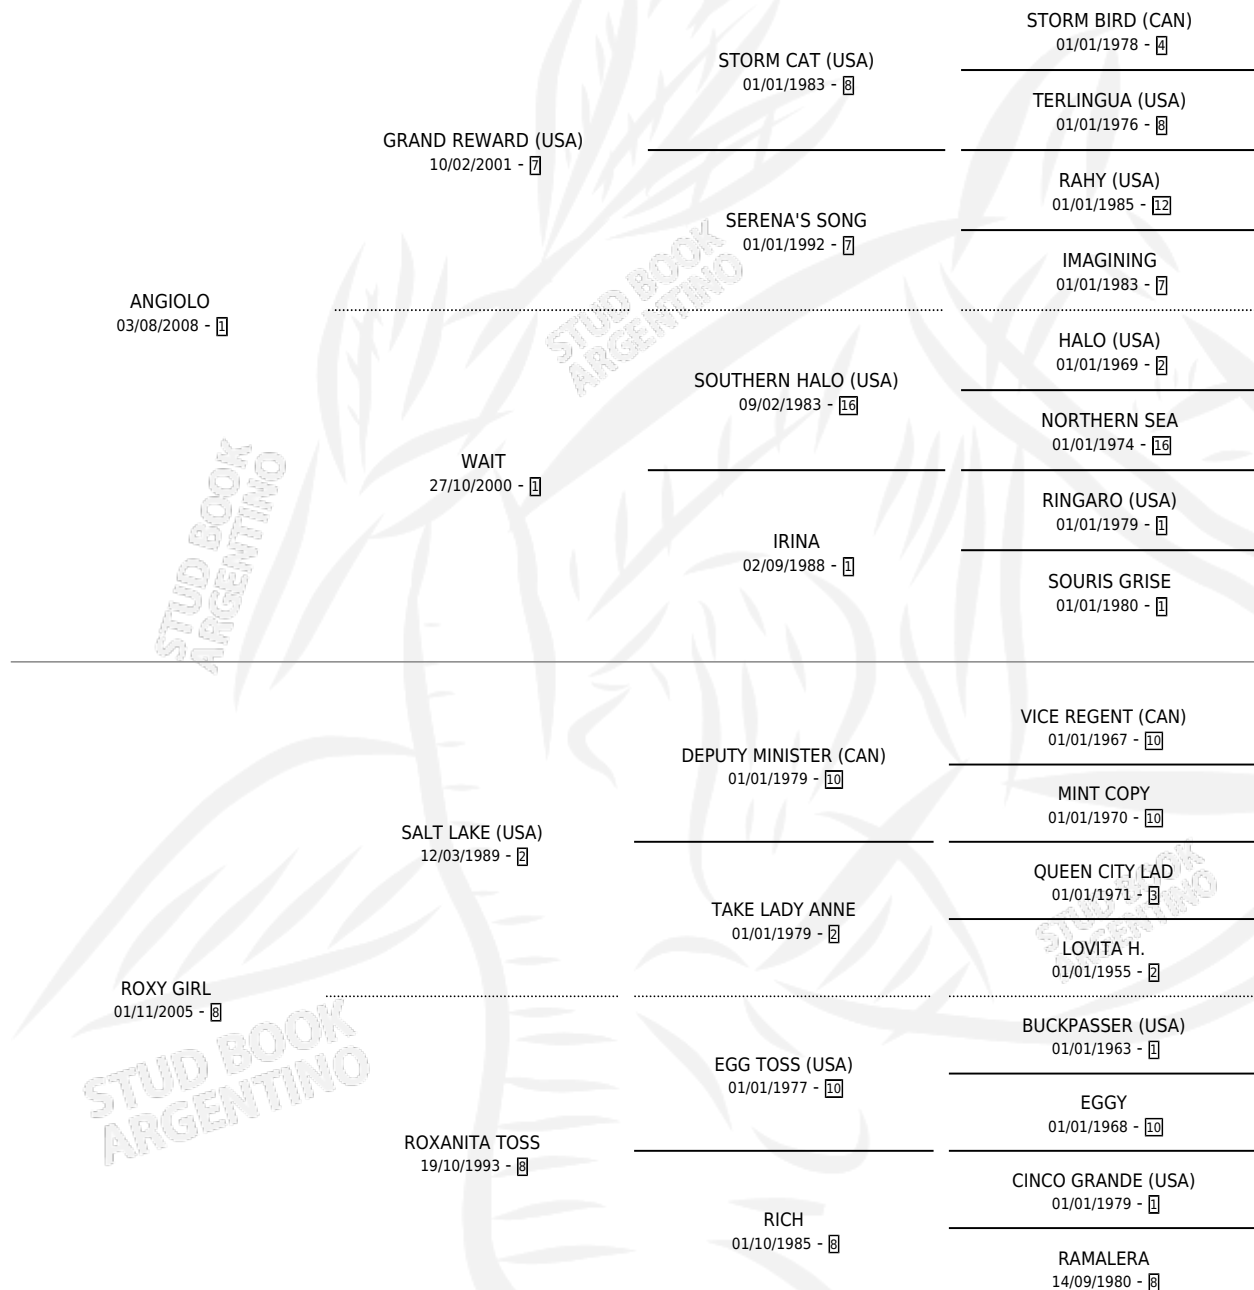 STORM BIRD (CAN)
01/01/1978 - 4
STORM CAT (USA)
01/01/1983 - 8
TERLINGUA (USA)
01/01/1976 - 8
GRAND REWARD (USA)
10/02/2001 - 7
RAHY (USA)
01/01/1985 - 12
SERENA'S SONG
01/01/1992 - 7
IMAGINING
01/01/1983 - 7
ANGIOLO
03/08/2008 - 1
HALO (USA)
01/01/1969 - 2
SOUTHERN HALO (USA)
09/02/1983 - 16
NORTHERN SEA
01/01/1974 - 16
WAIT
27/10/2000 - 1
RINGARO (USA)
01/01/1979 - 1
IRINA
02/09/1988 - 1
SOURIS GRISE
01/01/1980 - 1
VICE REGENT (CAN)
01/01/1967 - 10
DEPUTY MINISTER (CAN)
01/01/1979 - 10
MINT COPY
01/01/1970 - 10
SALT LAKE (USA)
12/03/1989 - 2
QUEEN CITY LAD
01/01/1971 - 3
TAKE LADY ANNE
01/01/1979 - 2
LOVITA H.
01/01/1955 - 2
ROXY GIRL
01/11/2005 - 8
BUCKPASSER (USA)
01/01/1963 - 1
EGG TOSS (USA)
01/01/1977 - 10
EGGY
01/01/1968 - 10
ROXANITA TOSS
19/10/1993 - 8
CINCO GRANDE (USA)
01/01/1979 - 1
RICH
01/10/1985 - 8
RAMALERA
14/09/1980 - 8
STUD BOOK
ARGENTINO
STUD BOOK
ARGENTINO
STUD BOOK
ARGENTINO
STUD BOOK
ARGENTINO